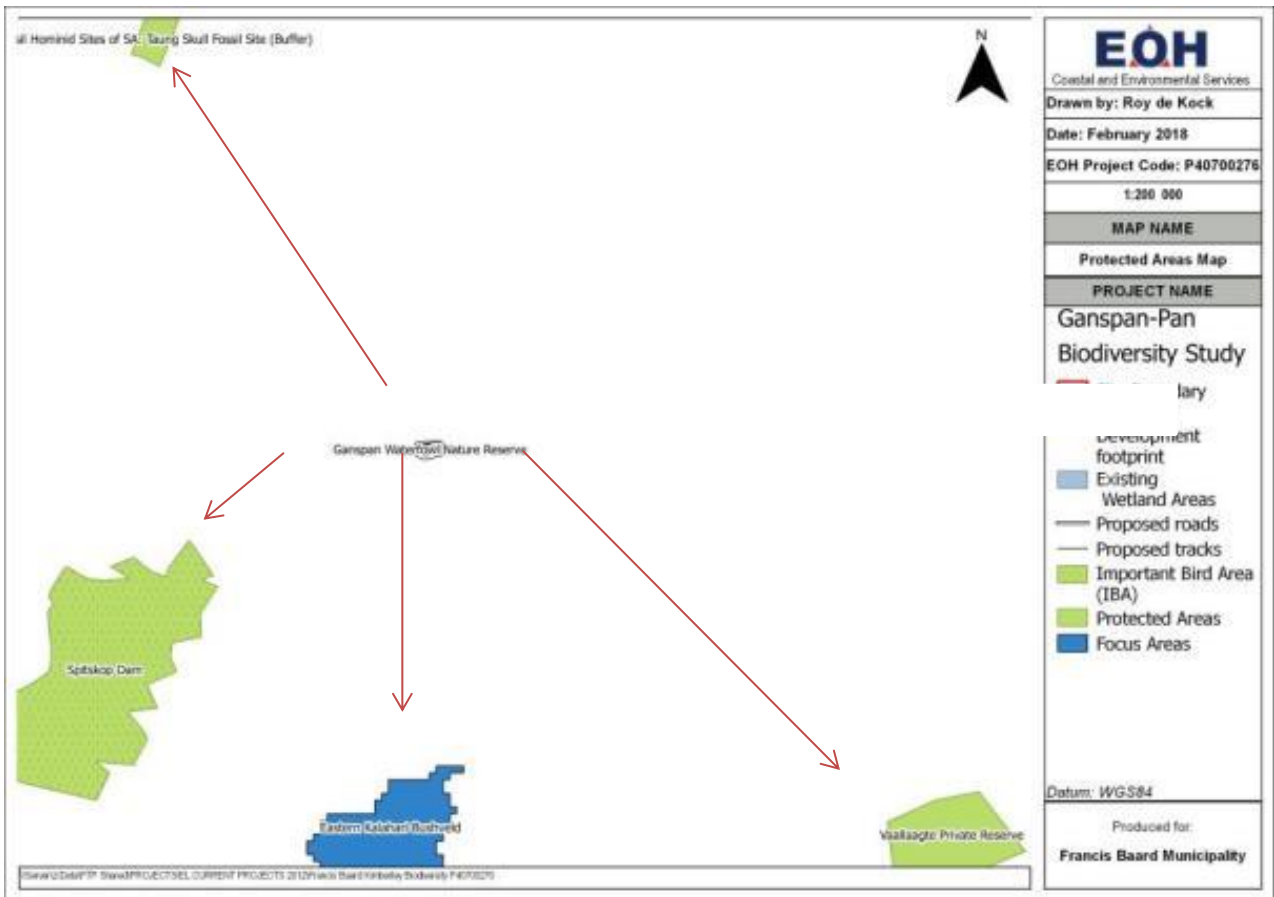 il Hominid Sites of SA: Taung Skull Fossil Site (Buffer)
N
Ganspan Waterfowl Nature Reserve
Spitskop Dam
Eastern Kalahari Bushveld
Vaallaagte Private Reserve
EOH
Coastal and Environmental Services
Drawn by: Roy de Kock
Date: February 2018
EOH Project Code: P40700276
1:200 000
MAP NAME
Protected Areas Map
PROJECT NAME
Ganspan-Pan
Biodiversity Study
lary
Development
footprint
Existing
Wetland Areas
Proposed roads
Proposed tracks
Important Bird Area
(IBA)
Protected Areas
Focus Areas
Datum: WGS84
Produced for:
Francis Baard Municipality